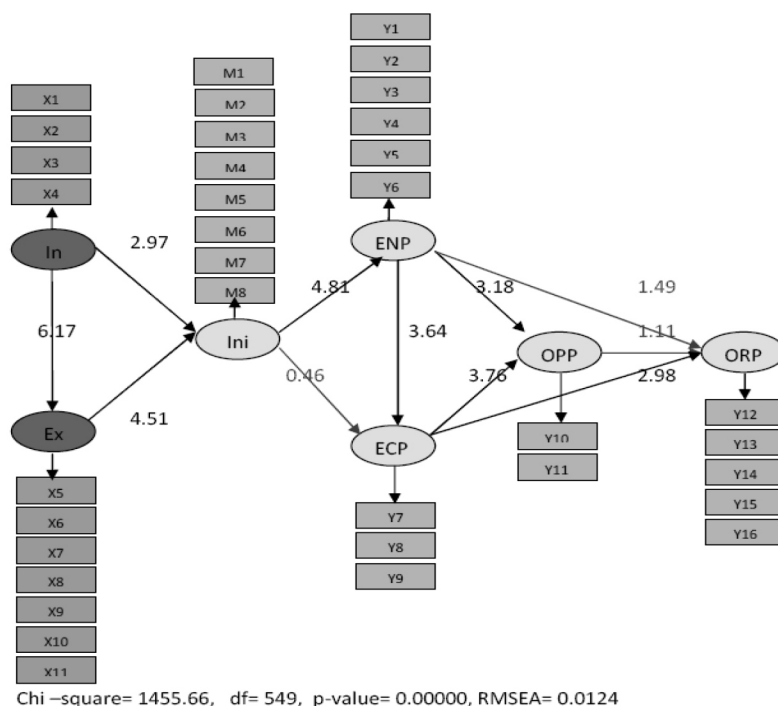 X1
X2
X3
X4
In
2.97
6.17
Ex
4.51
X5
X6
X7
X8
X9
X10
X11
M1
M2
M3
M4
M5
M6
M7
M8
Ini
4.81
0.46
Y1
Y2
Y3
Y4
Y5
Y6
ENP
3.64
ECP
Y7
Y8
Y9
3.18
3.76
OPP
Y10
Y11
1.49
1.11
2.98
ORP
Y12
Y13
Y14
Y15
Y16
Chi –square= 1455.66, df= 549, p-value= 0.00000, RMSEA= 0.0124